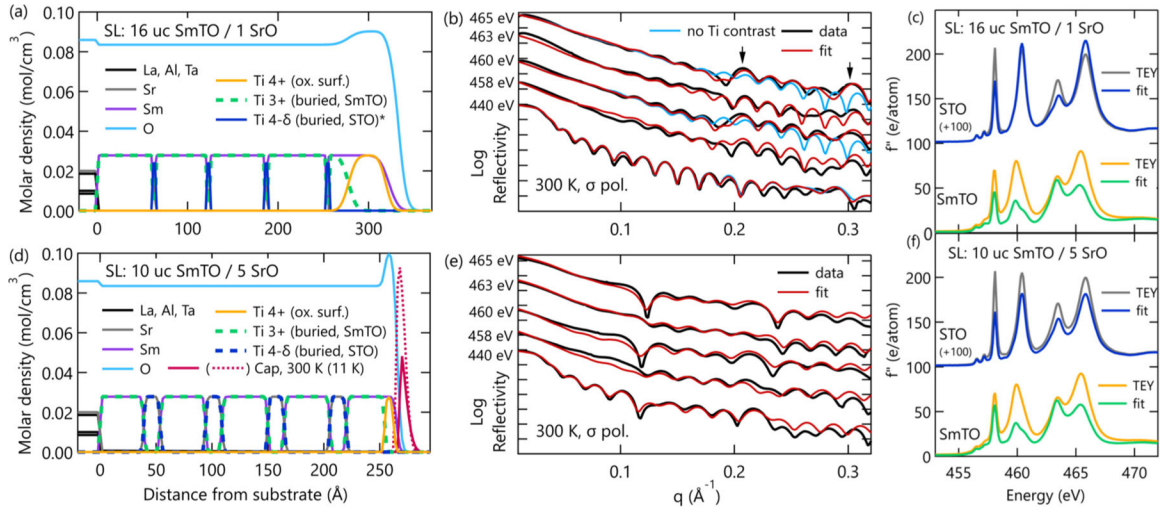 (a)
SL: 16 uc SmTO / 1 SrO
Molar density (mol/cm³)
0.10
0.08
0.06
0.04
0.02
0.00
La, Al, Ta
Sr
Sm
O
Ti 4+ (ox. surf.)
Ti 3+ (buried, SmTO)
Ti 4-δ (buried, STO)*
0
100
200
300
(b)
465 eV
463 eV
460 eV
458 eV
440 eV
no Ti contrast
data
fit
Log
Reflectivity
300 K, σ pol.
0.1
0.2
0.3
(c)
SL: 16 uc SmTO / 1 SrO
f" (e/atom)
200
100
50
0
TEY
fit
STO
(+100)
TEY
fit
SmTO
(d)
SL: 10 uc SmTO / 5 SrO
Molar density (mol/cm³)
0.10
0.08
0.06
0.04
0.02
0.00
La, Al, Ta
Sr
Sm
O
Ti 4+ (ox. surf.)
Ti 3+ (buried, SmTO)
Ti 4-δ (buried, STO)
( ) Cap, 300 K (11 K)
0
50
100
150
200
250
Distance from substrate (Å)
(e)
465 eV
463 eV
460 eV
458 eV
440 eV
data
fit
Log
Reflectivity
300 K, σ pol.
0.1
0.2
0.3
q (Å⁻¹)
(f)
SL: 10 uc SmTO / 5 SrO
f" (e/atom)
200
100
50
0
TEY
fit
STO
(+100)
TEY
fit
SmTO
455
460
465
470
Energy (eV)